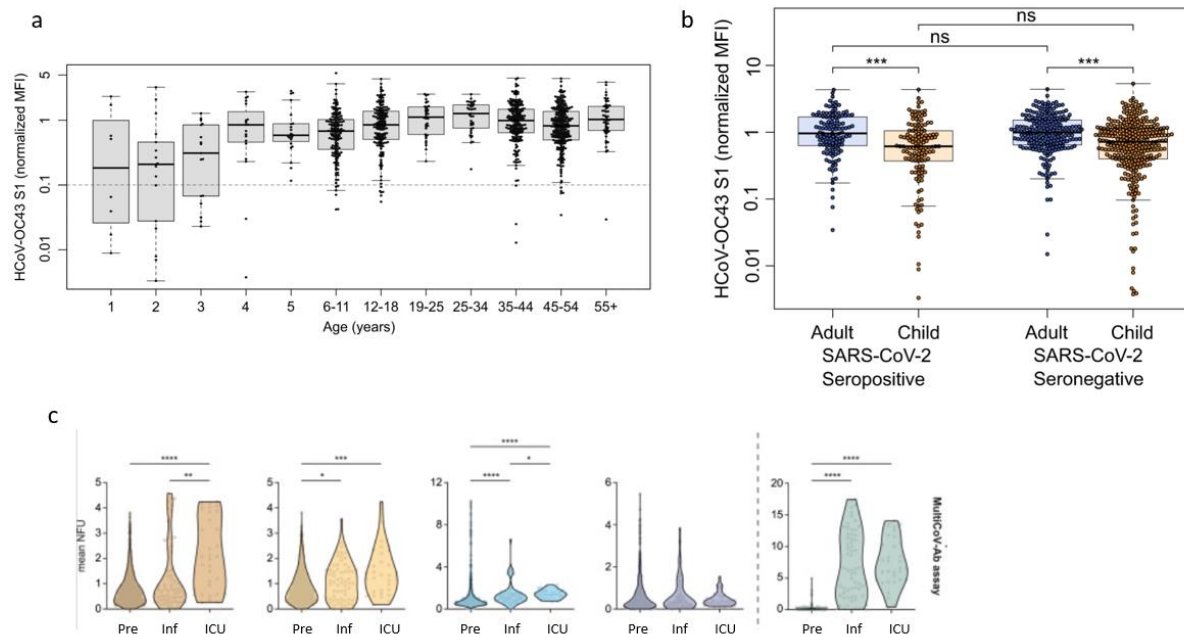 a
HCoV-OC43 S1 (normalized MFI)
5
1
0.1
0.01
1 2 3 4 5 6-11 12-18 19-25 25-34 35-44 45-54 55+
Age (years)
b
HCoV-OC43 S1 (normalized MFI)
10
1
0.1
0.01
ns
ns
*** ***
Adult Child Adult Child
SARS-CoV-2 SARS-CoV-2
Seropositive Seronegative
c
mean NFU
5
4
3
2
1
0
****
**
Pre Inf ICU
5
4
3
2
1
0
***
*
Pre Inf ICU
12
8
4
0
****
****
*
Pre Inf ICU
6
4
2
0
Pre Inf ICU
20
15
10
5
0
****
****
Pre Inf ICU
MultiCoV-Ab assay